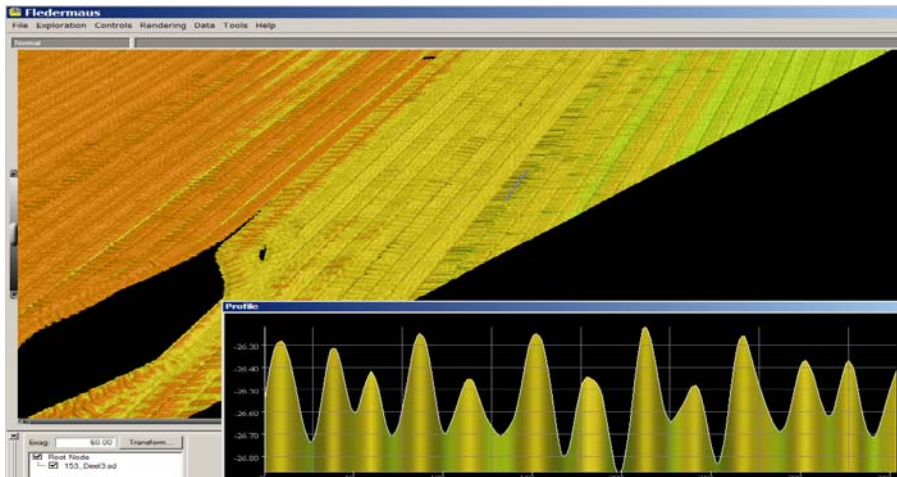 Fledermaus
File Exploration Controls Rendering Data Tools Help
Normal
Profile
-26.30
-26.40
-26.50
-26.60
-26.70
-26.80
Exag: 60.00 Transform...
Root Node
153_Deel3.sd